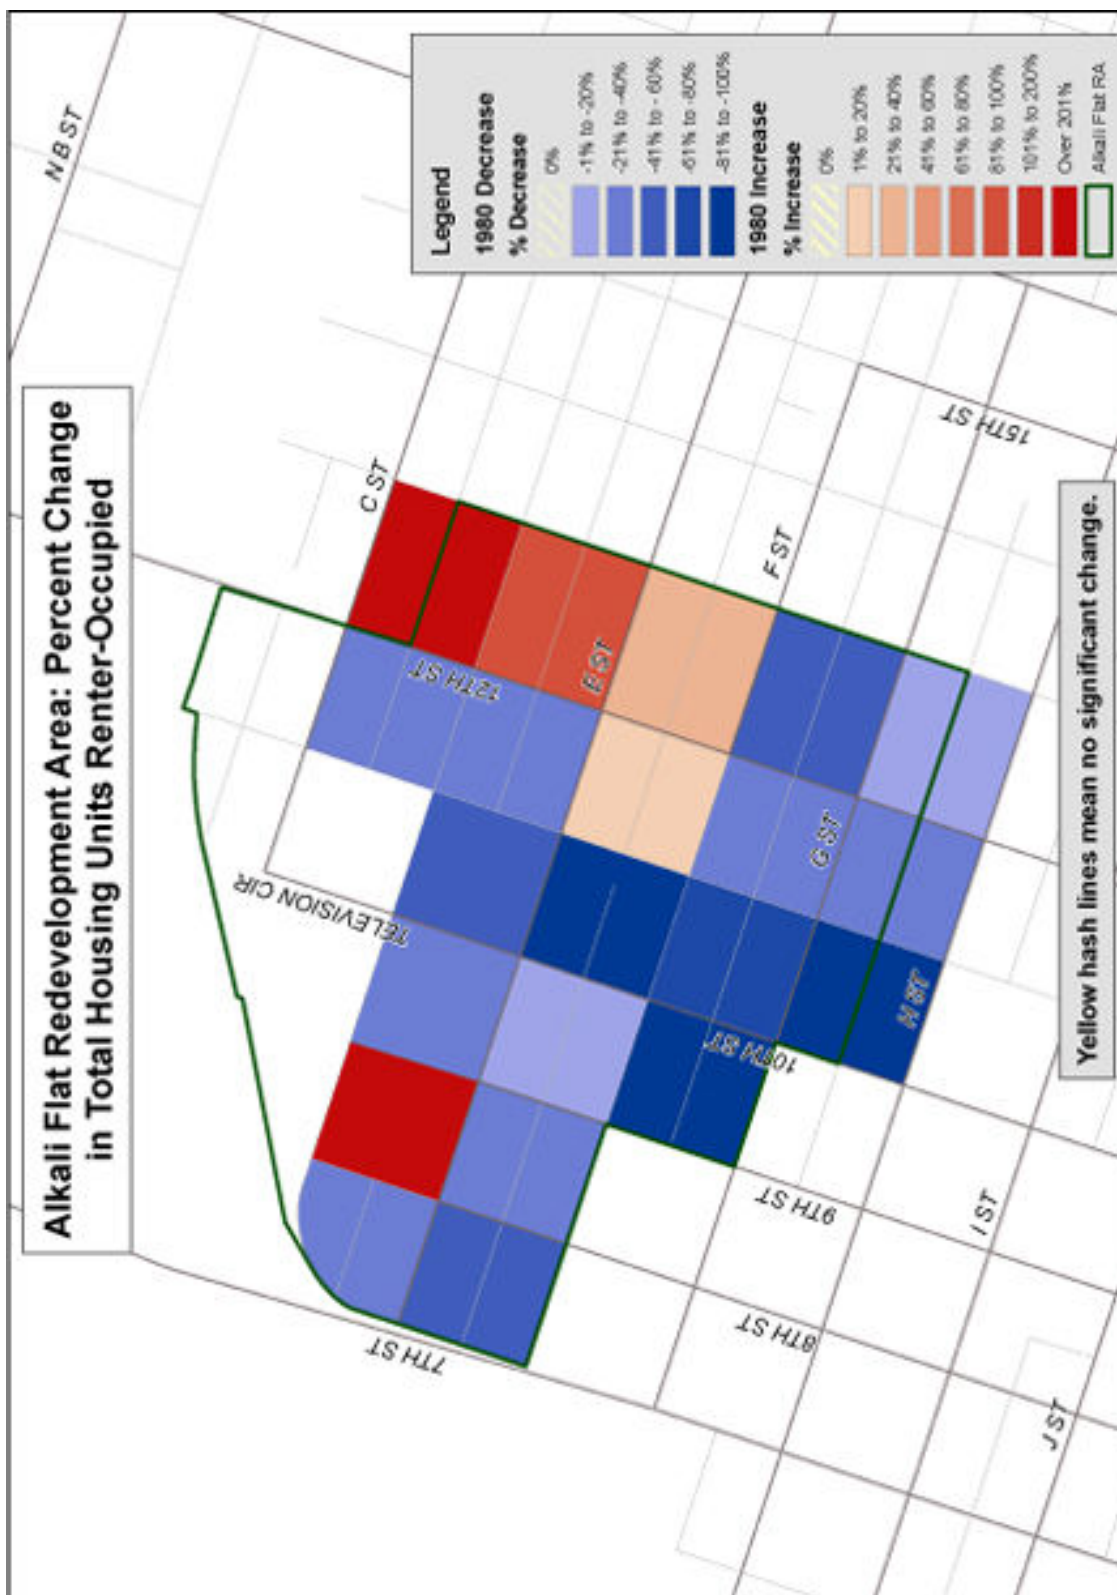 Alkali Flat Redevelopment Area: Percent Change
in Total Housing Units Renter-Occupied
N B ST
C ST
12TH ST
E ST
F ST
15TH ST
TELEVISION CIR
G ST
10TH ST
H ST
7TH ST
8TH ST
9TH ST
I ST
J ST
Legend
1980 Decrease
% Decrease
0%
-1% to -20%
-21% to -40%
-41% to - 60%
-61% to -80%
-81% to -100%
1980 Increase
% Increase
0%
1% to 20%
21% to 40%
41% to 60%
61% to 80%
81% to 100%
101% to 200%
Over 201%
Alkali Flat RA
Yellow hash lines mean no significant change.